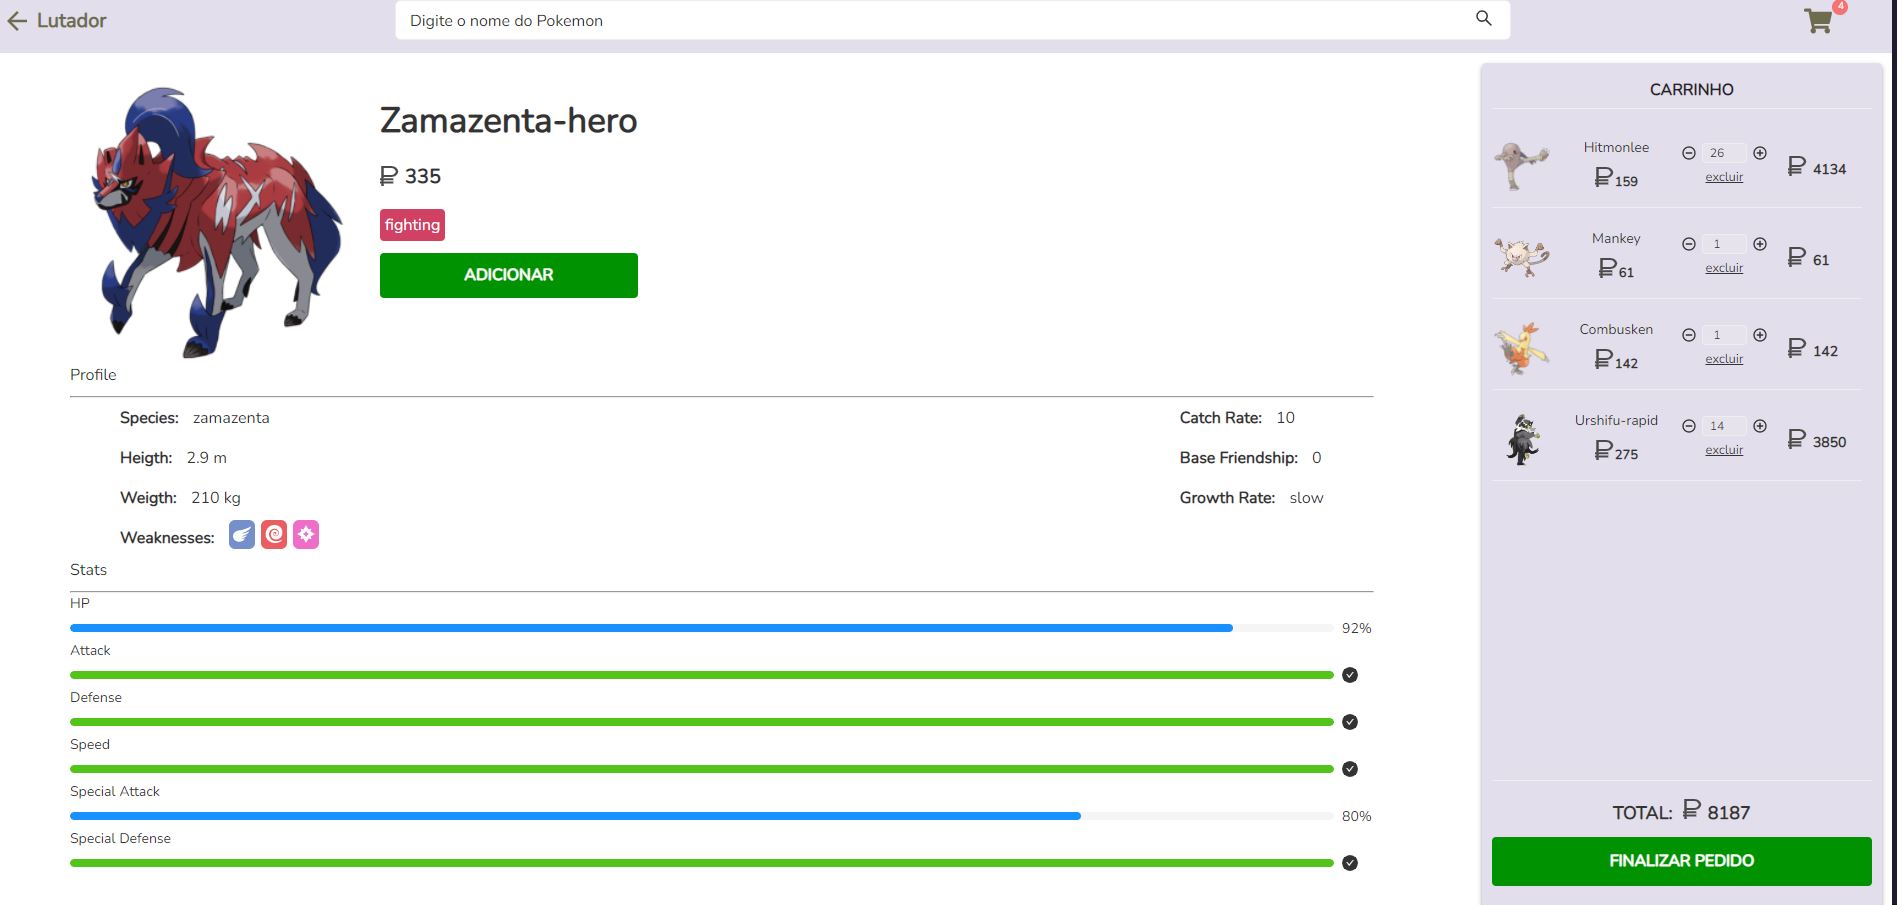 Lutador
Digite o nome do Pokemon
4
Zamazenta-hero
335
fighting
ADICIONAR
Profile
Species: zamazenta
Heigth: 2.9 m
Weigth: 210 kg
Weaknesses:
Catch Rate: 10
Base Friendship: 0
Growth Rate: slow
Stats
HP
92%
Attack
Defense
Speed
Special Attack
80%
Special Defense
CARRINHO
Hitmonlee
₽ 159
26
excluir
₽ 4134
Mankey
₽ 61
1
excluir
₽ 61
Combusken
₽ 142
1
excluir
₽ 142
Urshifu-rapid
₽ 275
14
excluir
₽ 3850
TOTAL: ₽ 8187
FINALIZAR PEDIDO